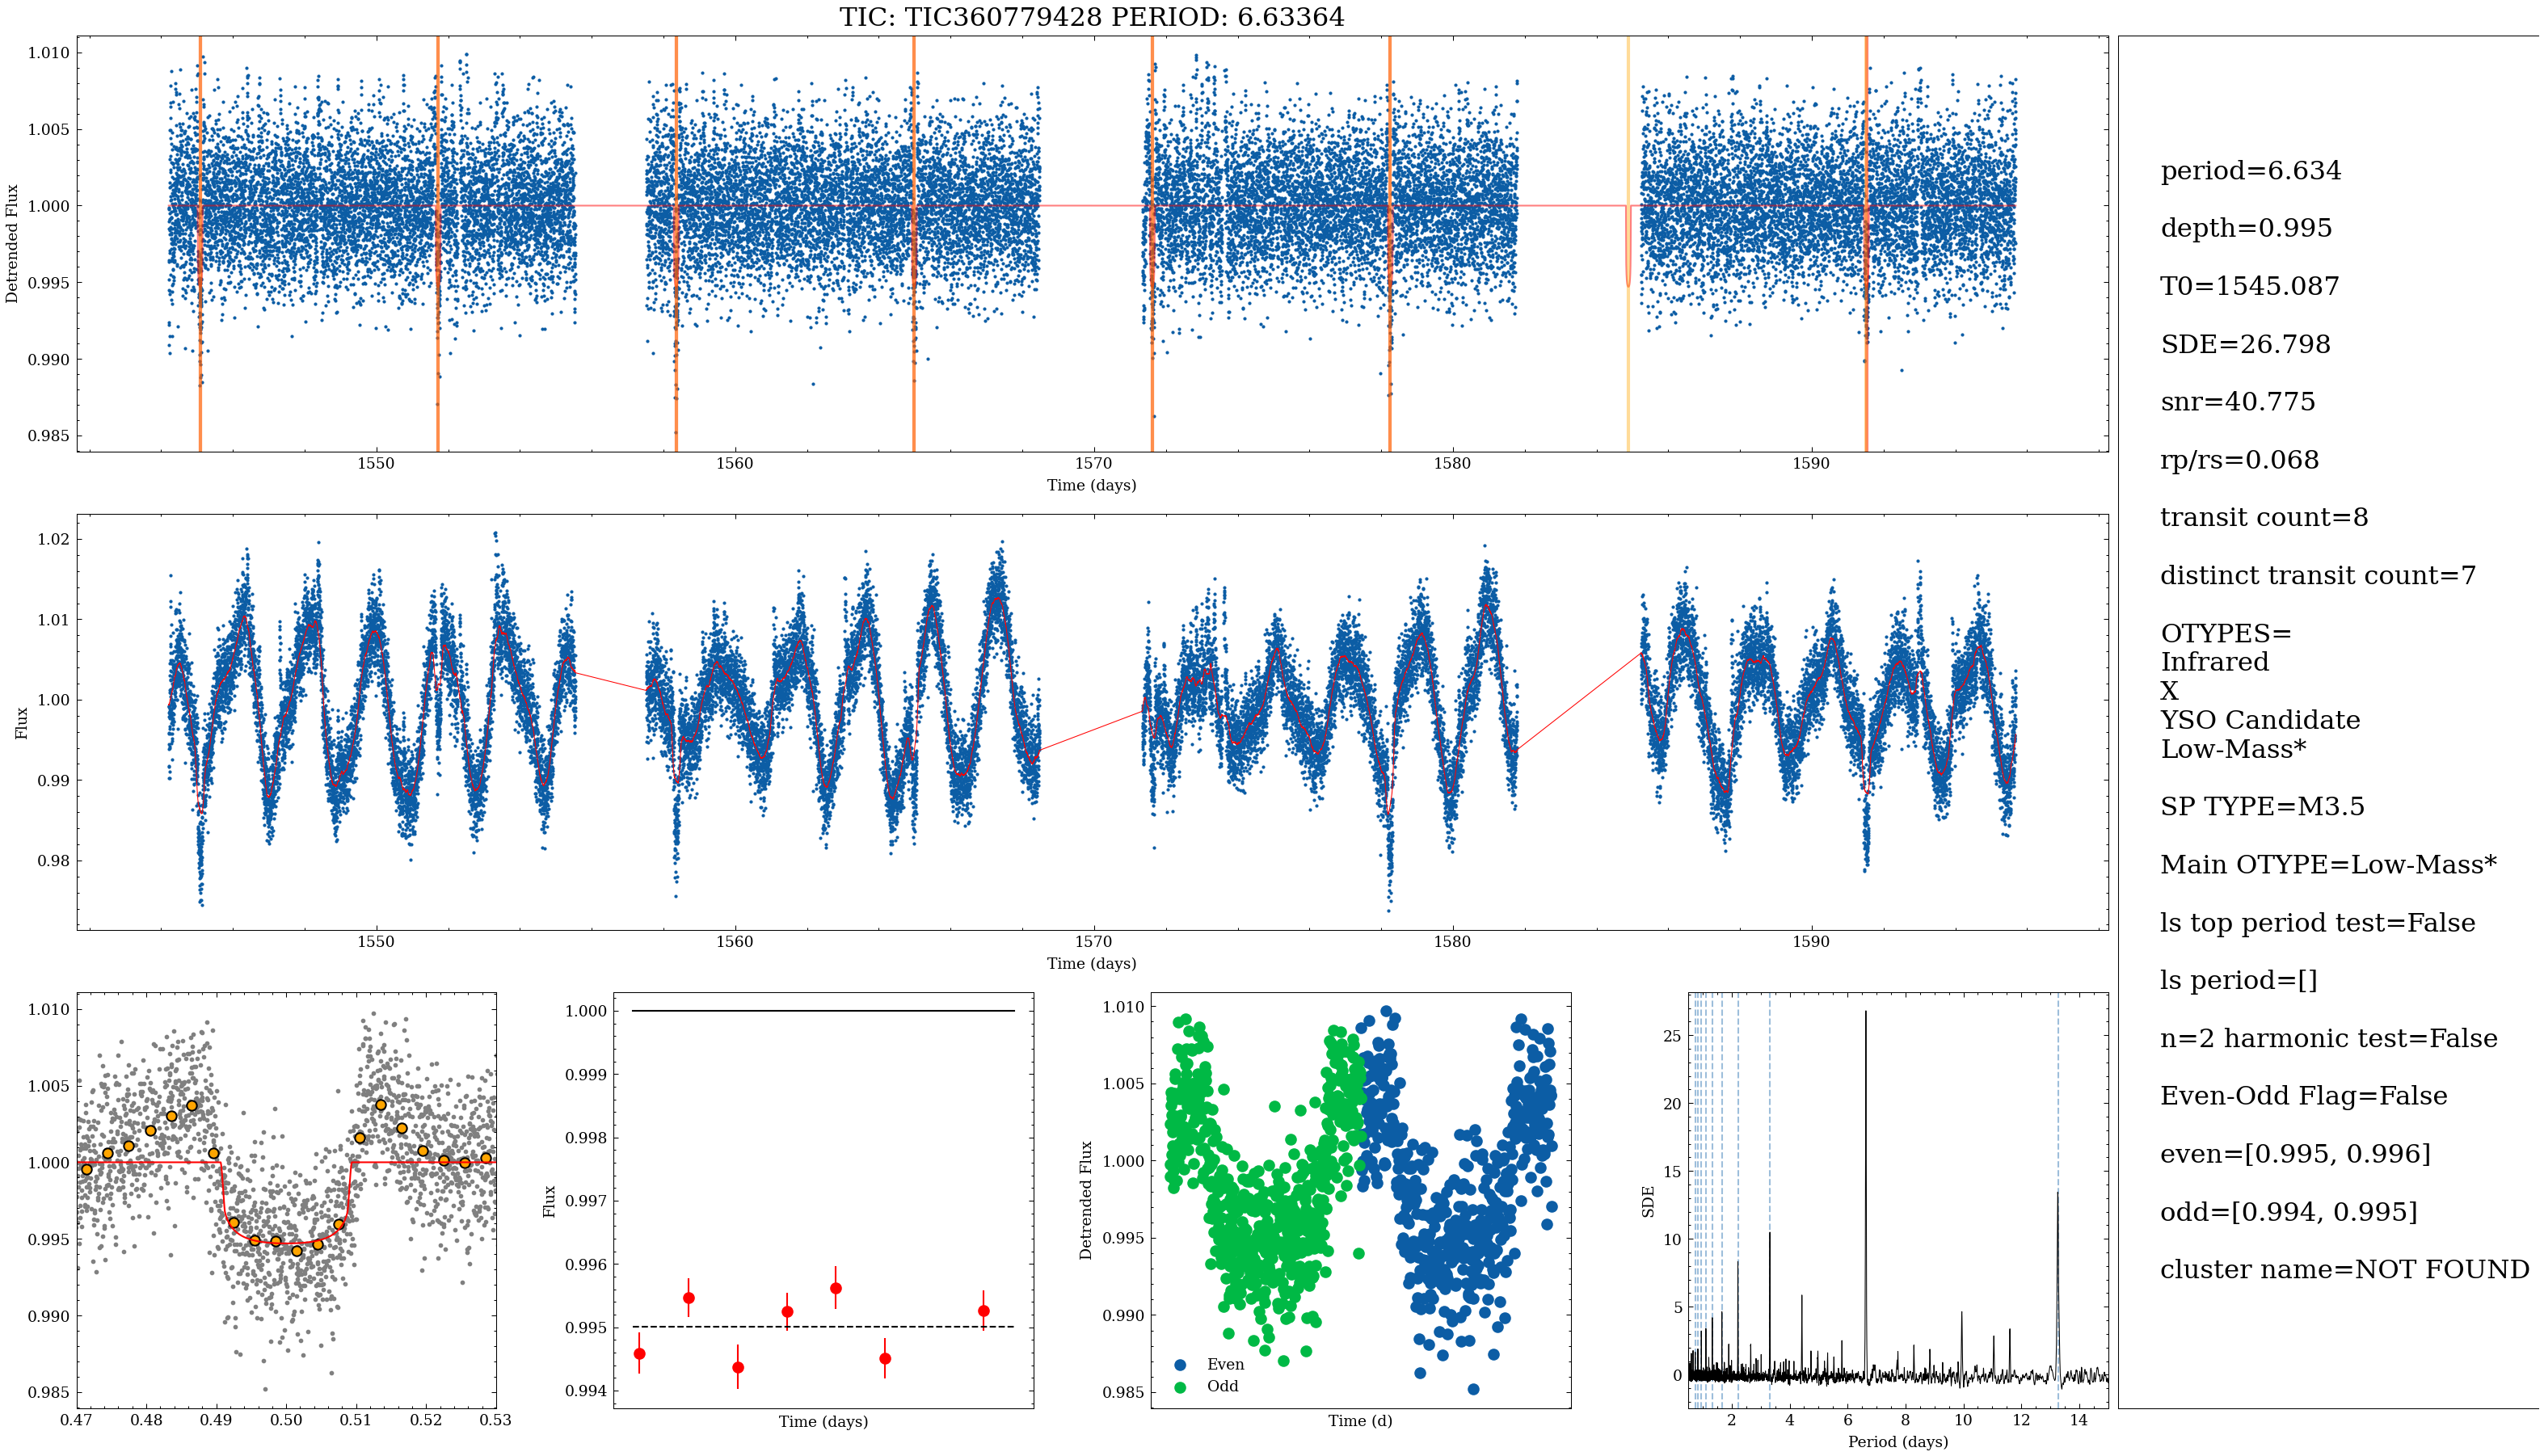 TIC: TIC360779428 PERIOD: 6.63364
1.010
1.005
1.000
0.995
0.990
0.985
Detrended Flux
1550
1560
1570
1580
1590
Time (days)
1.02
1.01
1.00
0.99
0.98
Flux
1550
1560
1570
1580
1590
Time (days)
1.010
1.005
1.000
0.995
0.990
0.985
0.47
0.48
0.49
0.50
0.51
0.52
0.53
1.000
0.999
0.998
0.997
0.996
0.995
0.994
Flux
Time (days)
1.010
1.005
1.000
0.995
0.990
0.985
Detrended Flux
Even
Odd
Time (d)
25
20
15
10
5
0
SDE
2
4
6
8
10
12
14
Period (days)
period=6.634
depth=0.995
T0=1545.087
SDE=26.798
snr=40.775
rp/rs=0.068
transit count=8
distinct transit count=7
OTYPES=
Infrared
X
YSO Candidate
Low-Mass*
SP TYPE=M3.5
Main OTYPE=Low-Mass*
ls top period test=False
ls period=[]
n=2 harmonic test=False
Even-Odd Flag=False
even=[0.995, 0.996]
odd=[0.994, 0.995]
cluster name=NOT FOUND